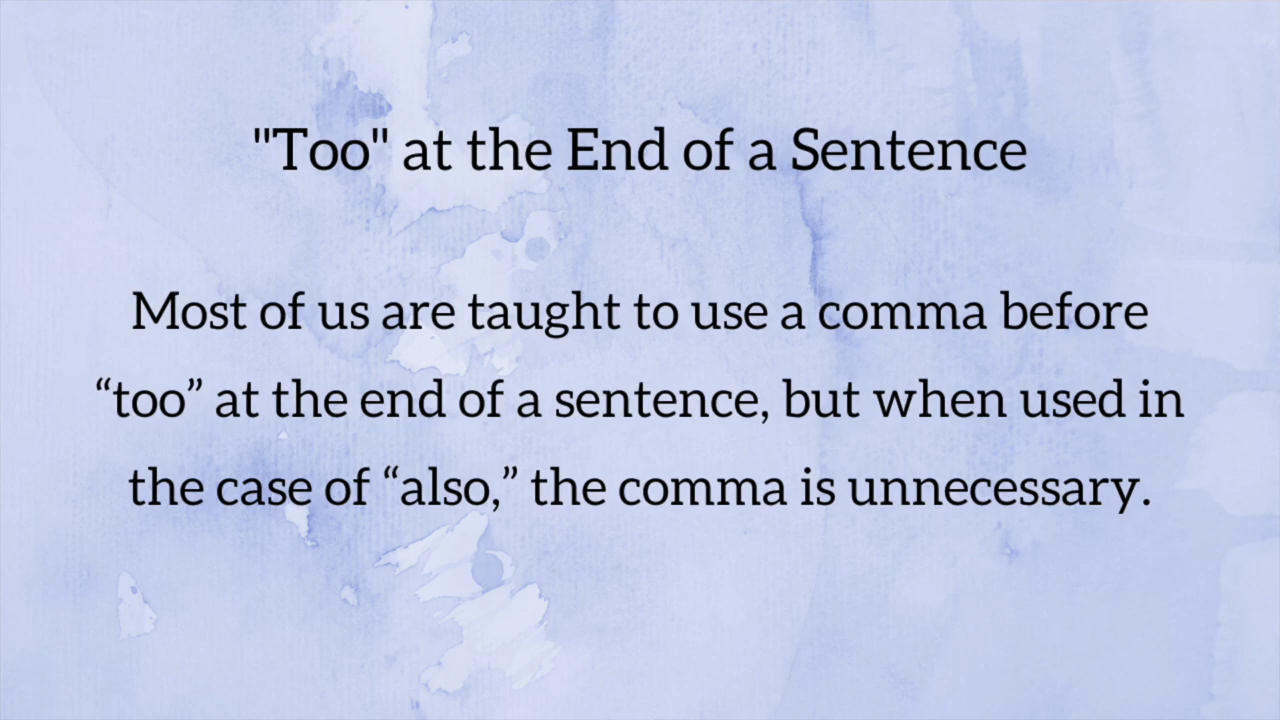 "Too" at the End of a Sentence
Most of us are taught to use a comma before
“too” at the end of a sentence, but when used in
the case of “also,” the comma is unnecessary.